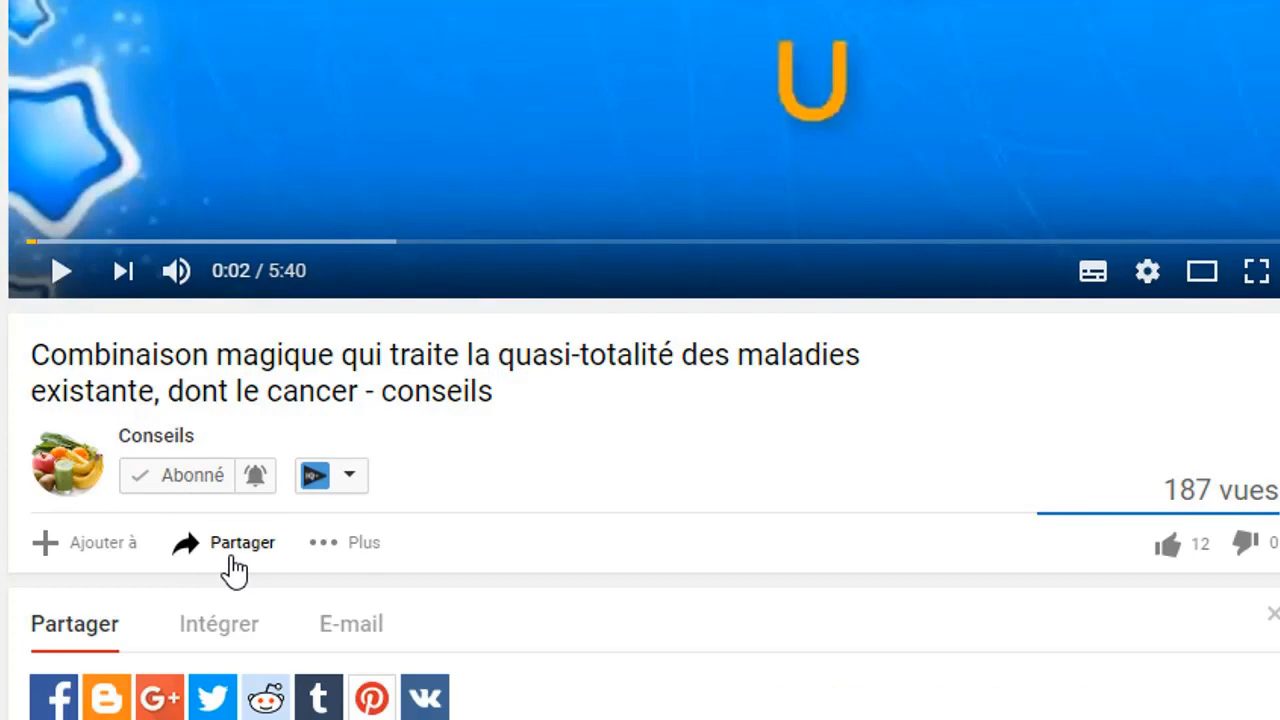 U
0:02 / 5:40
Combinaison magique qui traite la quasi-totalité des maladies
existante, dont le cancer - conseils
Conseils
Abonné
187 vues
Ajouter à Partager Plus 12 0
Partager Intégrer E-mail
f G+ t